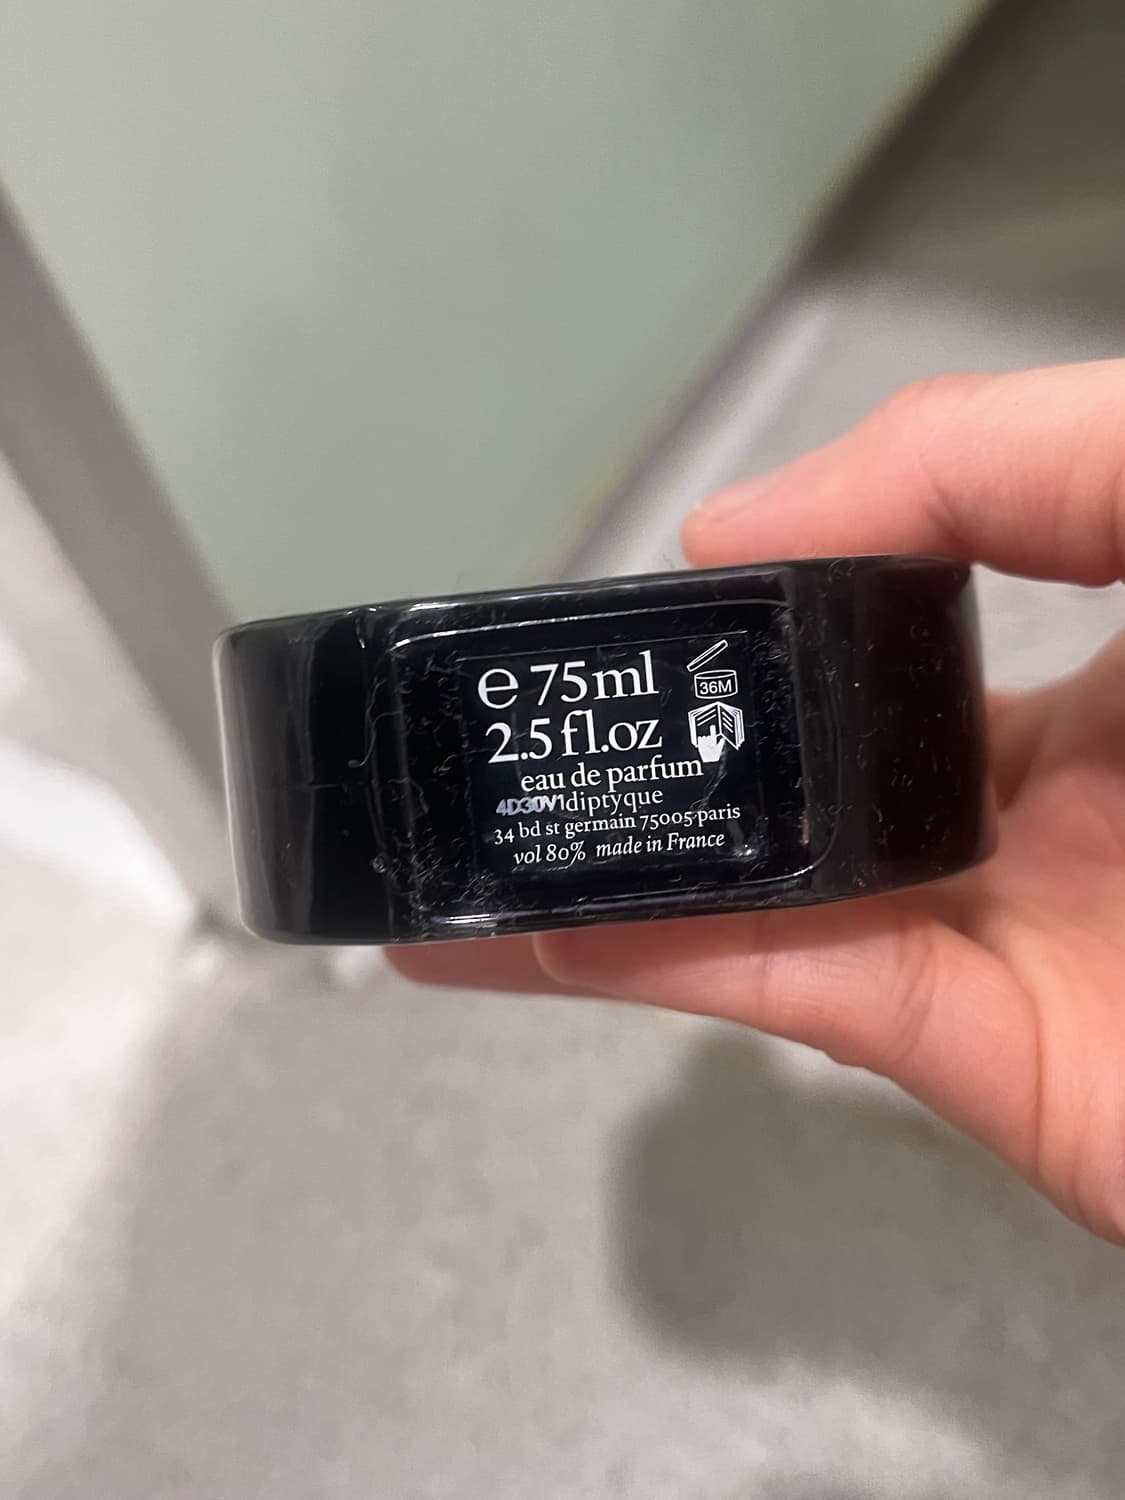 ℮ 75ml
36M
2.5 fl.oz
eau de parfum
4D30V1 diptyque
34 bd st germain 75005 paris
vol 80% made in France